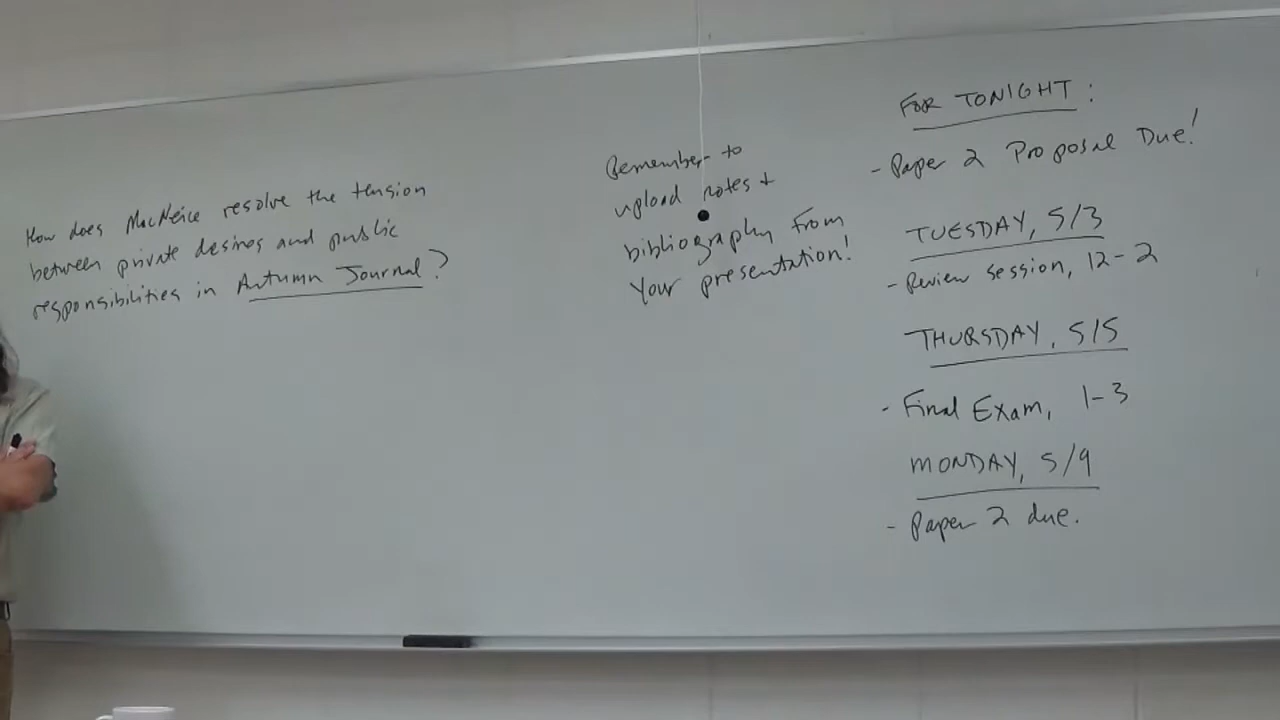 How does MacNeice resolve the tension
between private desires and public
responsibilities in Autumn Journal?
Remember to
upload notes +
bibliography from
your presentation!
FOR TONIGHT:
- Paper 2 Proposal Due!
TUESDAY, 5/3
- Review session, 12-2
THURSDAY, 5/5
- Final Exam, 1-3
MONDAY, 5/9
- Paper 2 due.